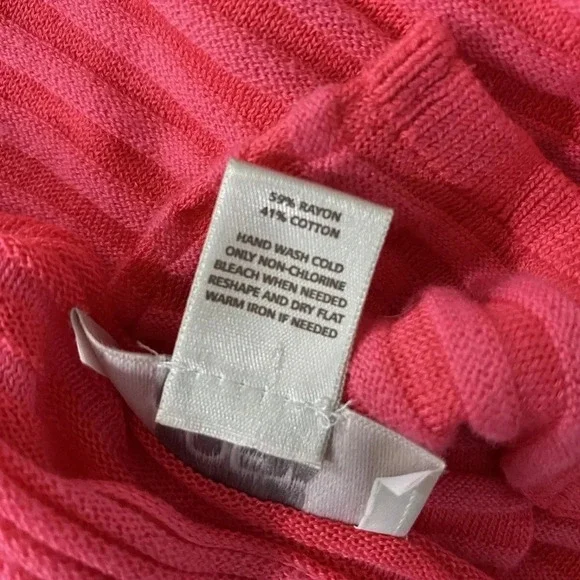 59% RAYON
41% COTTON
HAND WASH COLD
ONLY NON-CHLORINE
BLEACH WHEN NEEDED
RESHAPE AND DRY FLAT
WARM IRON IF NEEDED